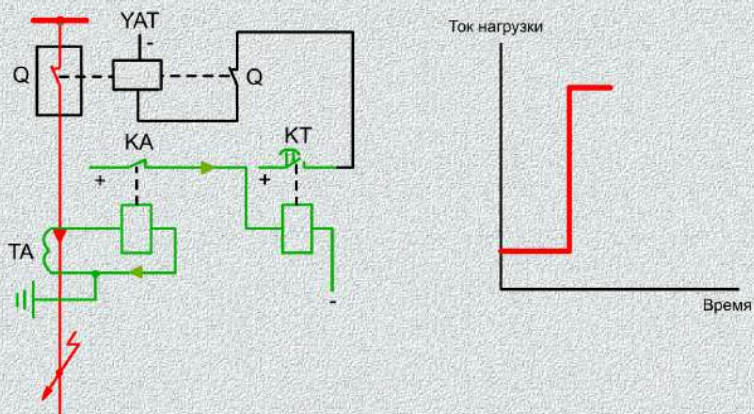 YAT
-
Q
Q
KA
KT
+
+
TA
-
Ток нагрузки
Время